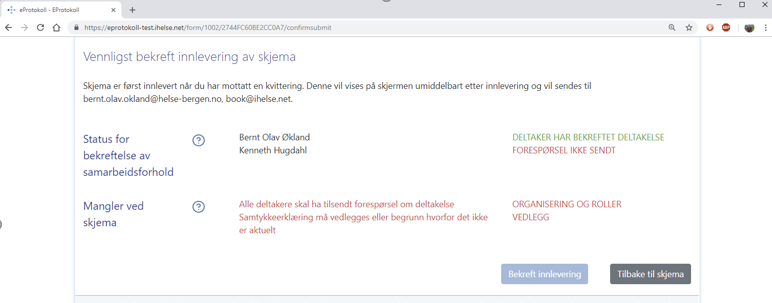 eProtokoll - EProtokoll
https://eprotokoll-test.ihelse.net/form/1002/2744FC60BE2CC0A7/confirmsubmit
Vennligst bekreft innlevering av skjema
Skjema er først innlevert når du har mottatt en kvittering. Denne vil vises på skjermen umiddelbart etter innlevering og vil sendes til
bernt.olav.okland@helse-bergen.no, book@ihelse.net.
Status for
bekreftelse av
samarbeidsforhold
?
Bernt Olav Økland
Kenneth Hugdahl
DELTAKER HAR BEKREFTET DELTAKELSE
FORESPØRSEL IKKE SENDT
Mangler ved
skjema
?
Alle deltakere skal ha tilsendt forespørsel om deltakelse
Samtykkeerklæring må vedlegges eller begrunn hvorfor det ikke
er aktuelt
ORGANISERING OG ROLLER
VEDLEGG
Bekreft innlevering
Tilbake til skjema